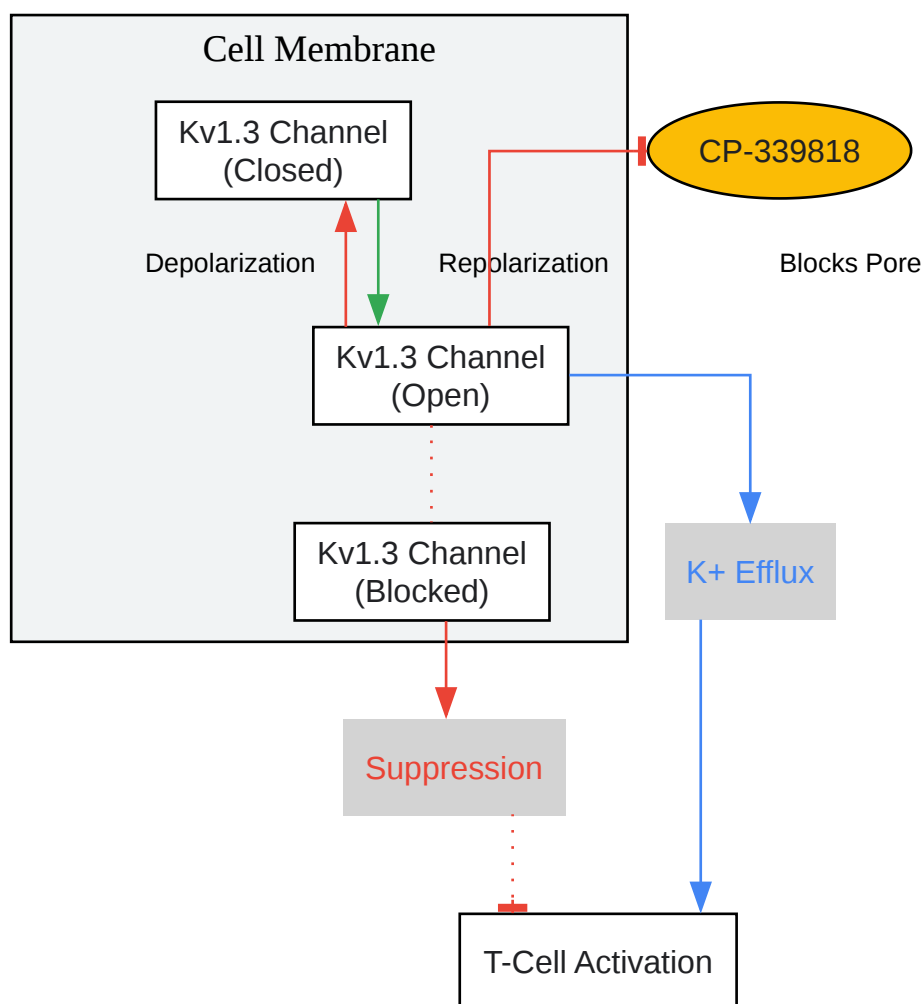 Cell Membrane
Kv1.3 Channel
(Closed)
CP-339818
Depolarization
Repolarization
Blocks Pore
Kv1.3 Channel
(Open)
Kv1.3 Channel
(Blocked)
K+ Efflux
Suppression
T-Cell Activation